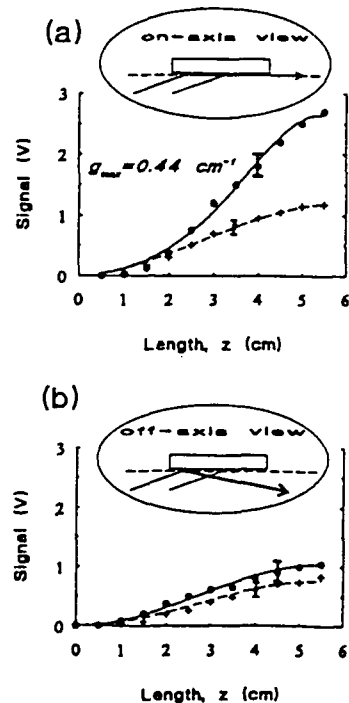 (a)
on-axis view
3
g_max=0.44 cm⁻¹
2
Signal (V)
1
0
0 1 2 3 4 5 6
Length, z (cm)
(b)
off-axis view
3
2
Signal (V)
1
0
0 1 2 3 4 5 6
Length, z (cm)